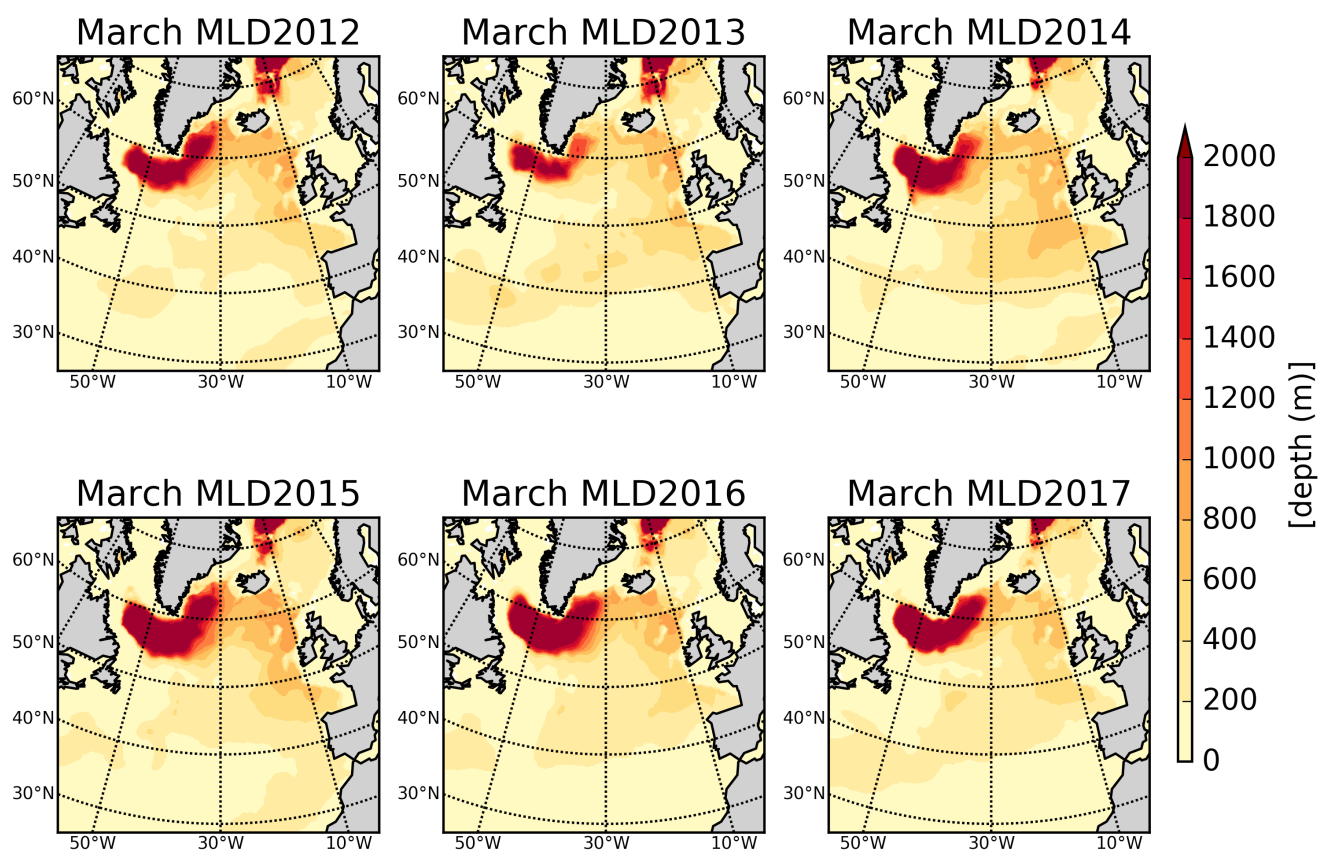 March MLD2012
March MLD2013
March MLD2014
60°N
50°N
40°N
30°N
50°W
30°W
10°W
60°N
50°N
40°N
30°N
50°W
30°W
10°W
60°N
50°N
40°N
30°N
50°W
30°W
10°W
March MLD2015
March MLD2016
March MLD2017
60°N
50°N
40°N
30°N
50°W
30°W
10°W
60°N
50°N
40°N
30°N
50°W
30°W
10°W
60°N
50°N
40°N
30°N
50°W
30°W
10°W
2000
1800
1600
1400
1200
1000
800
600
400
200
0
[depth (m)]